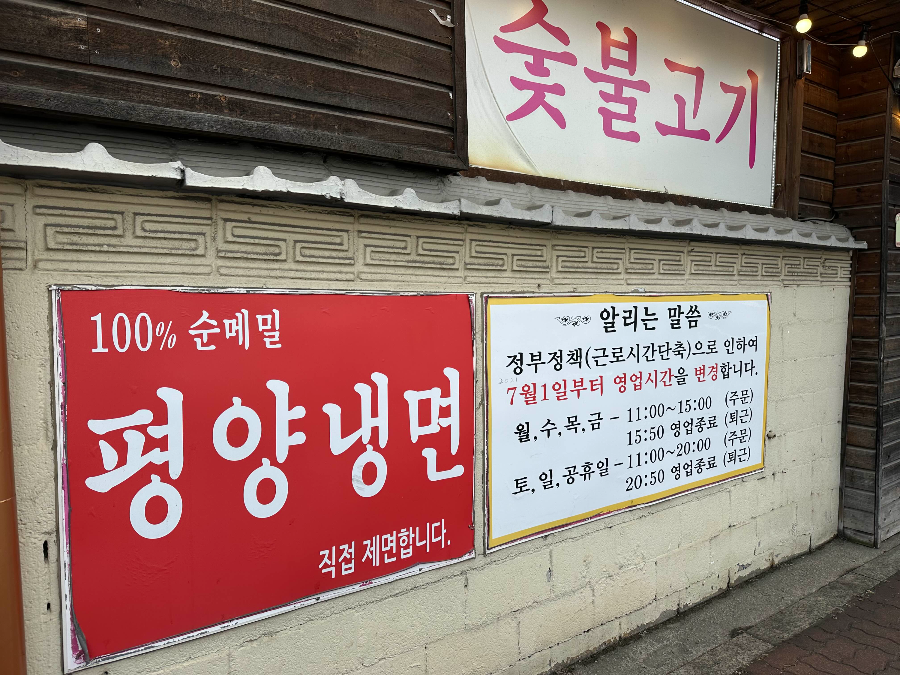 숯불고기
100% 순메밀
평양냉면
직접 제면합니다.
알리는 말씀
정부정책(근로시간단축)으로 인하여
7월1일부터 영업시간을 변경합니다.
월,수,목,금 - 11:00~15:00 (주문)
15:50 영업종료 (퇴근)
토,일,공휴일 - 11:00~20:00 (주문)
20:50 영업종료 (퇴근)